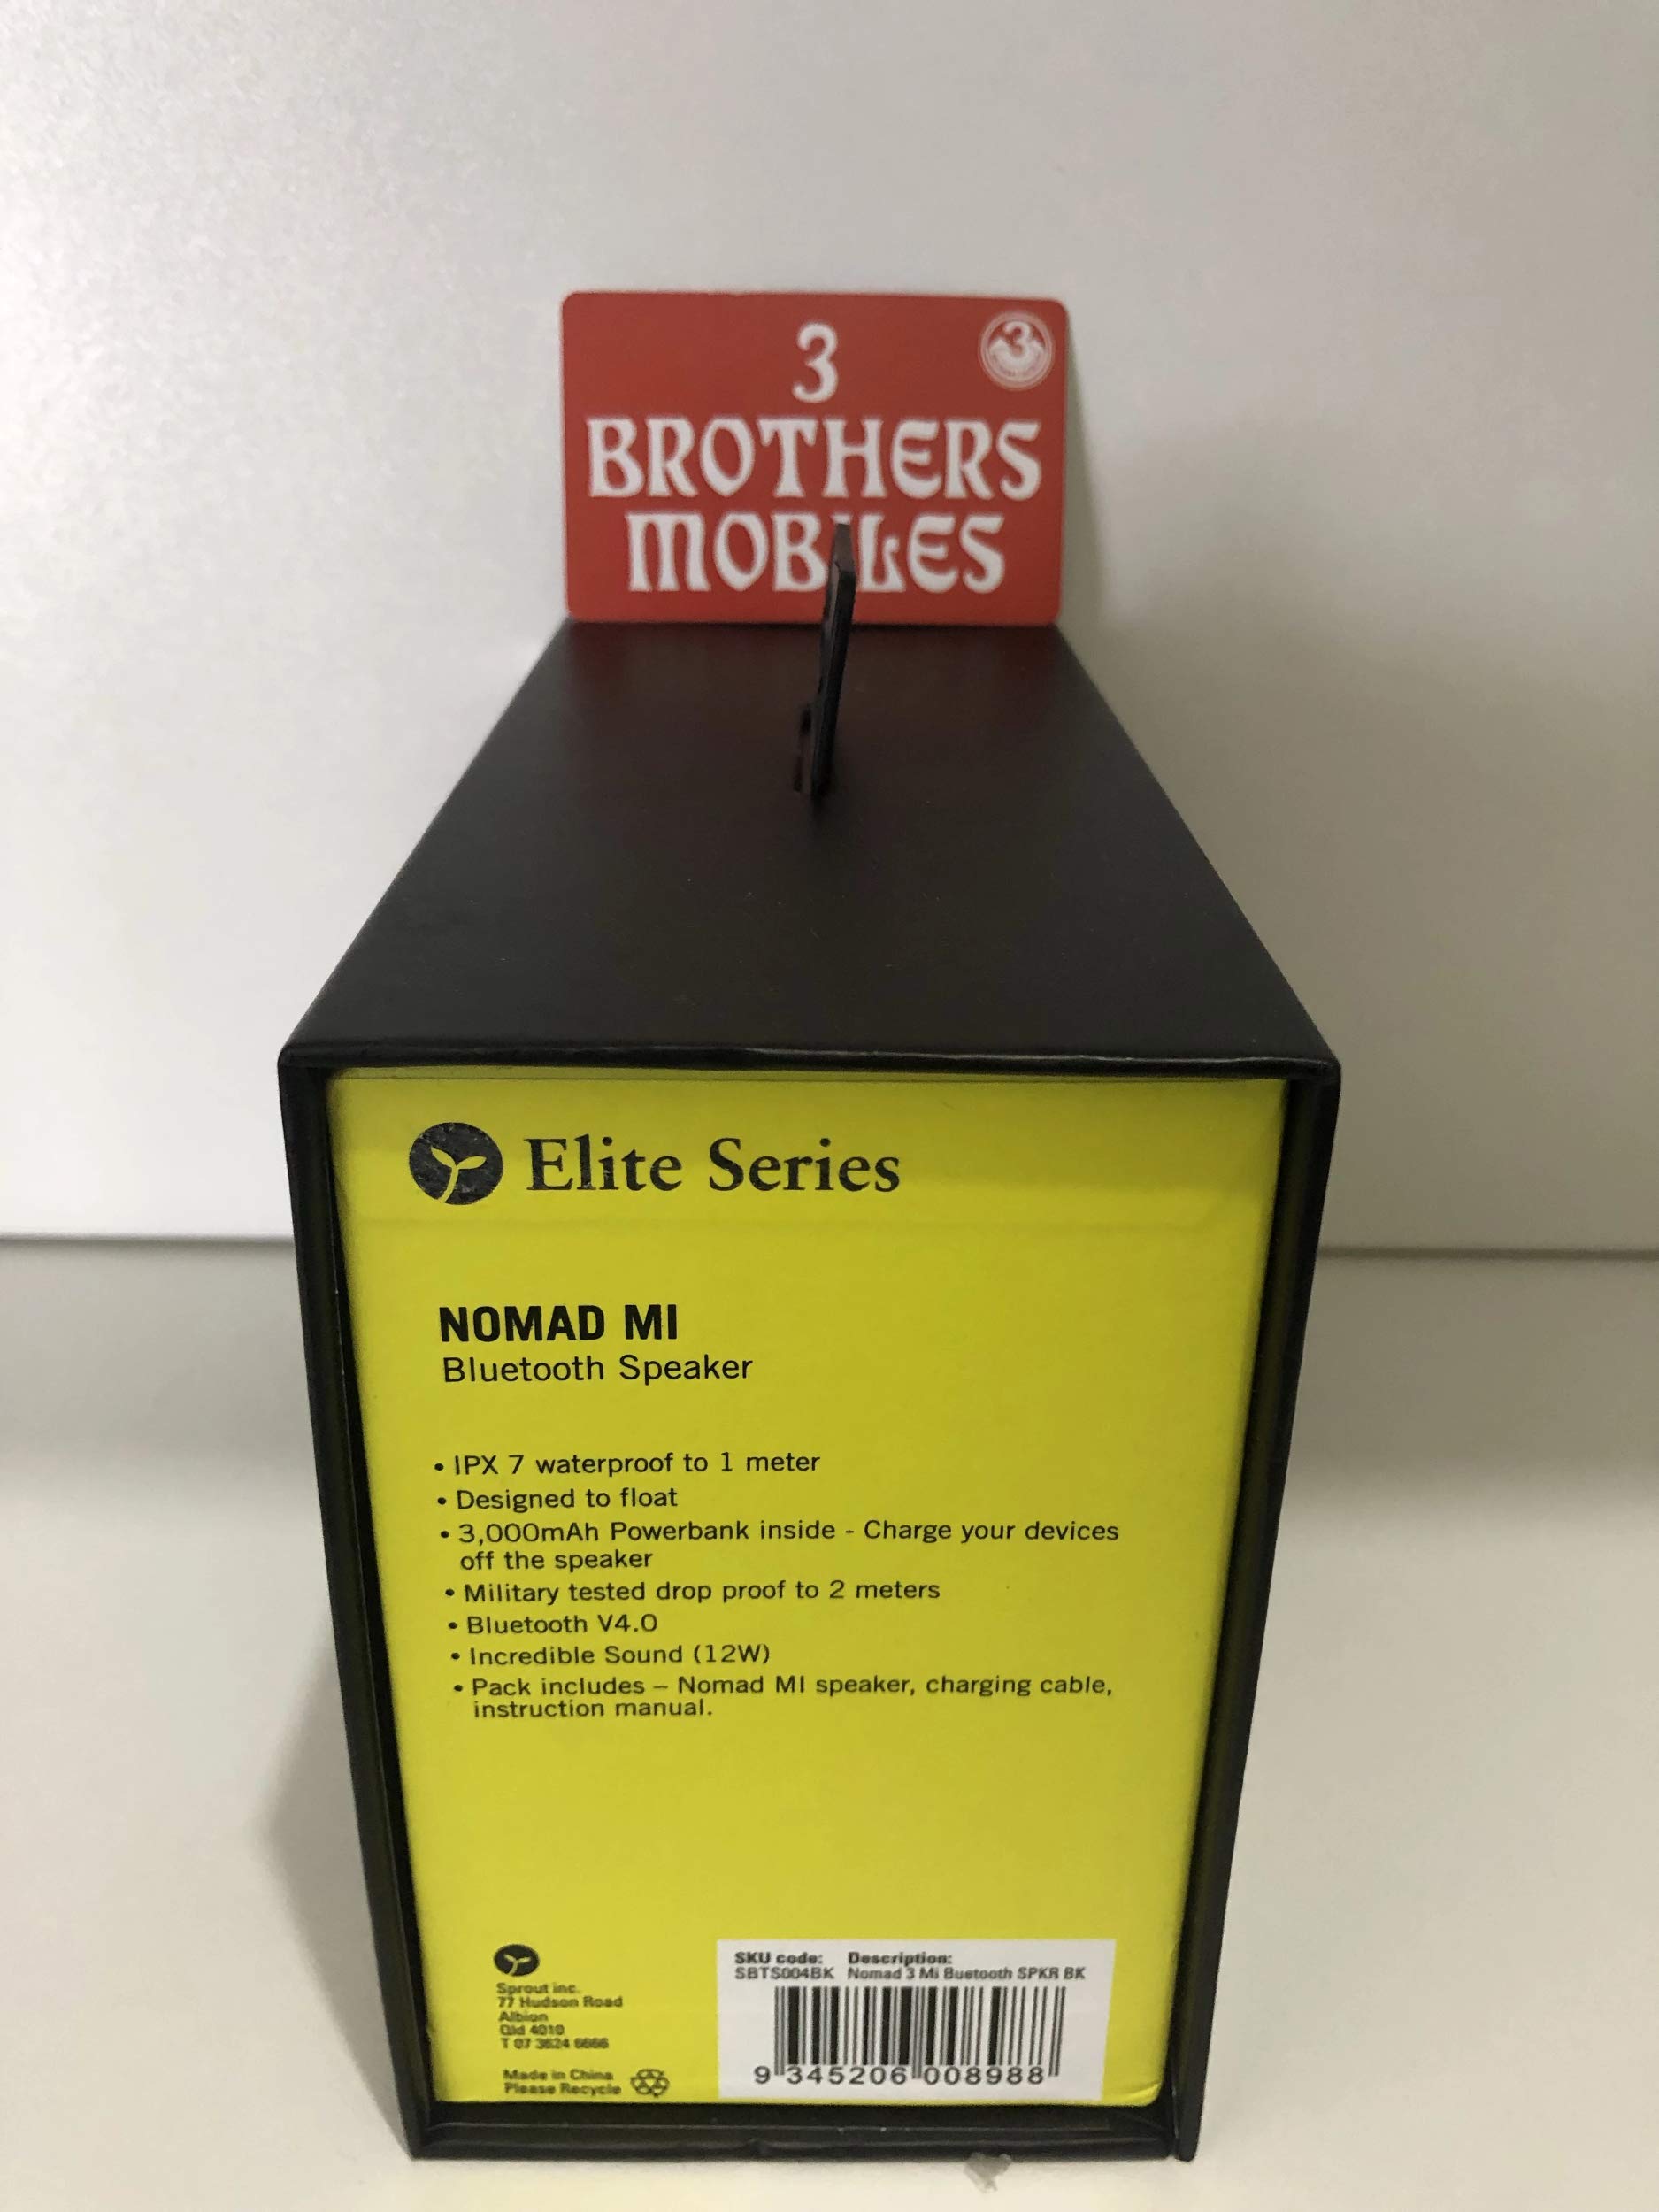 3
3
BROTHERS
MOBILES
Elite Series
NOMAD MI
Bluetooth Speaker
• IPX 7 waterproof to 1 meter
• Designed to float
• 3,000mAh Powerbank inside - Charge your devices
off the speaker
• Military tested drop proof to 2 meters
• Bluetooth V4.0
• Incredible Sound (12W)
• Pack includes – Nomad MI speaker, charging cable,
instruction manual.
Sprout inc.
77 Hudson Road
Albion
Qld 4010
T 07 3624 6666
Made in China
Please Recycle
SKU code: Description:
SBTS004BK Nomad 3 Mi Buetooth SPKR BK
9 345206 008988